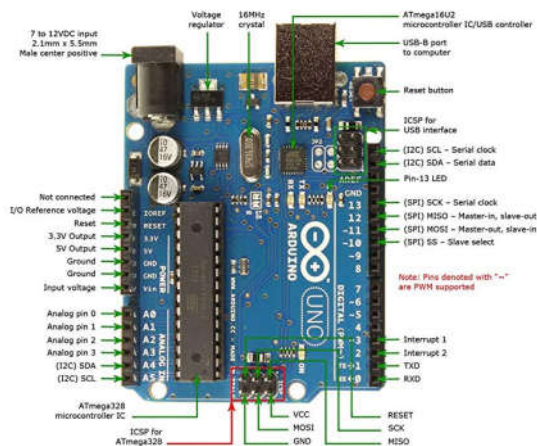 7 to 12VDC input
2.1mm x 5.5mm
Male center positive
Voltage
regulator
16MHz
crystal
ATmega16U2
microcontroller IC/USB controller
USB-B port
to computer
Reset button
ICSP for
USB interface
(I2C) SCL – Serial clock
(I2C) SDA – Serial data
Pin-13 LED
(SPI) SCK – Serial clock
(SPI) MISO – Master-in, slave-out
(SPI) MOSI – Master-out, slave-in
(SPI) SS – Slave select
Note: Pins denoted with "~"
are PWM supported
Interrupt 1
Interrupt 2
TXD
RXD
Not connected
I/O Reference voltage
Reset
3.3V Output
5V Output
Ground
Ground
Input voltage
Analog pin 0
Analog pin 1
Analog pin 2
Analog pin 3
(I2C) SDA
(I2C) SCL
IOREF
RESET
3.3V
5V
GND
GND
Vin
POWER
A0
A1
A2
A3
A4
A5
ANALOG IN
AREF
GND
13
12
~11
~10
~9
8
7
~6
~5
4
~3
2
1
0
RX
TX
L
ON
ARDUINO
UNO
ICSP
10
47
16V
10
47
16V
ATmega328
microcontroller IC
ICSP for
ATmega328
VCC
MOSI
GND
RESET
SCK
MISO